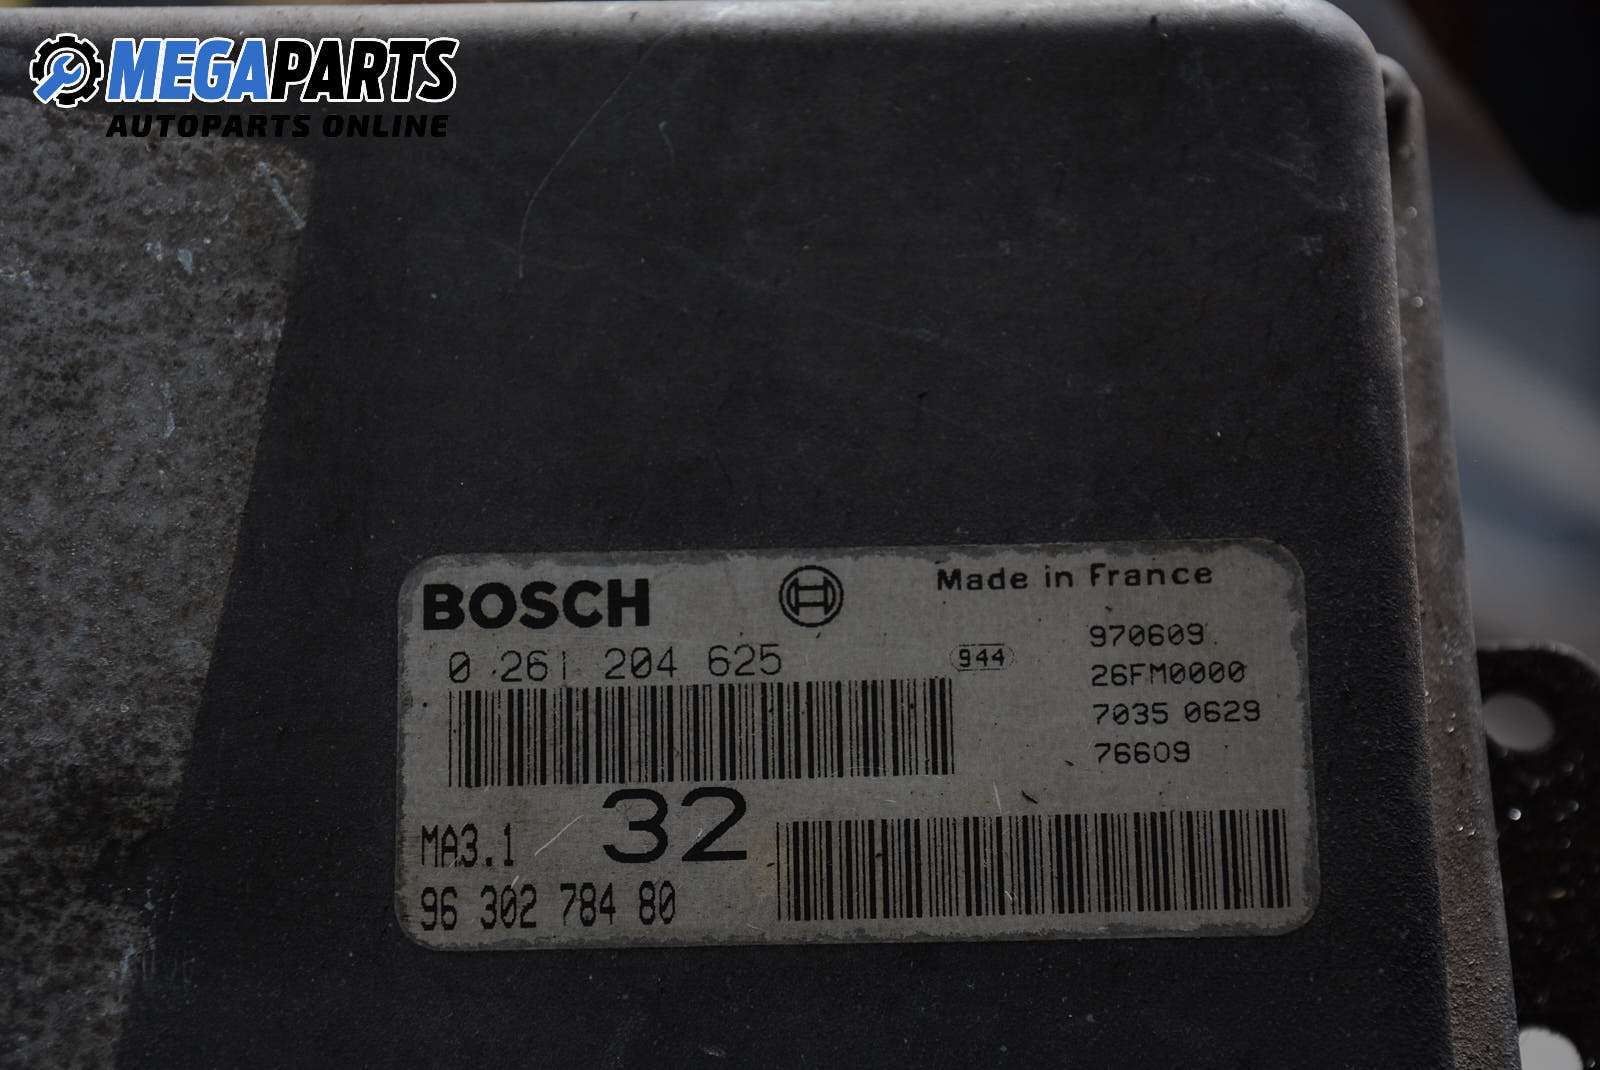 MEGAPARTS
AUTOPARTS ONLINE
BOSCH
Made in France
0 261 204 625
944
970609
26FM0000
7035 0629
76609
MA3.1
32
96 302 784 80